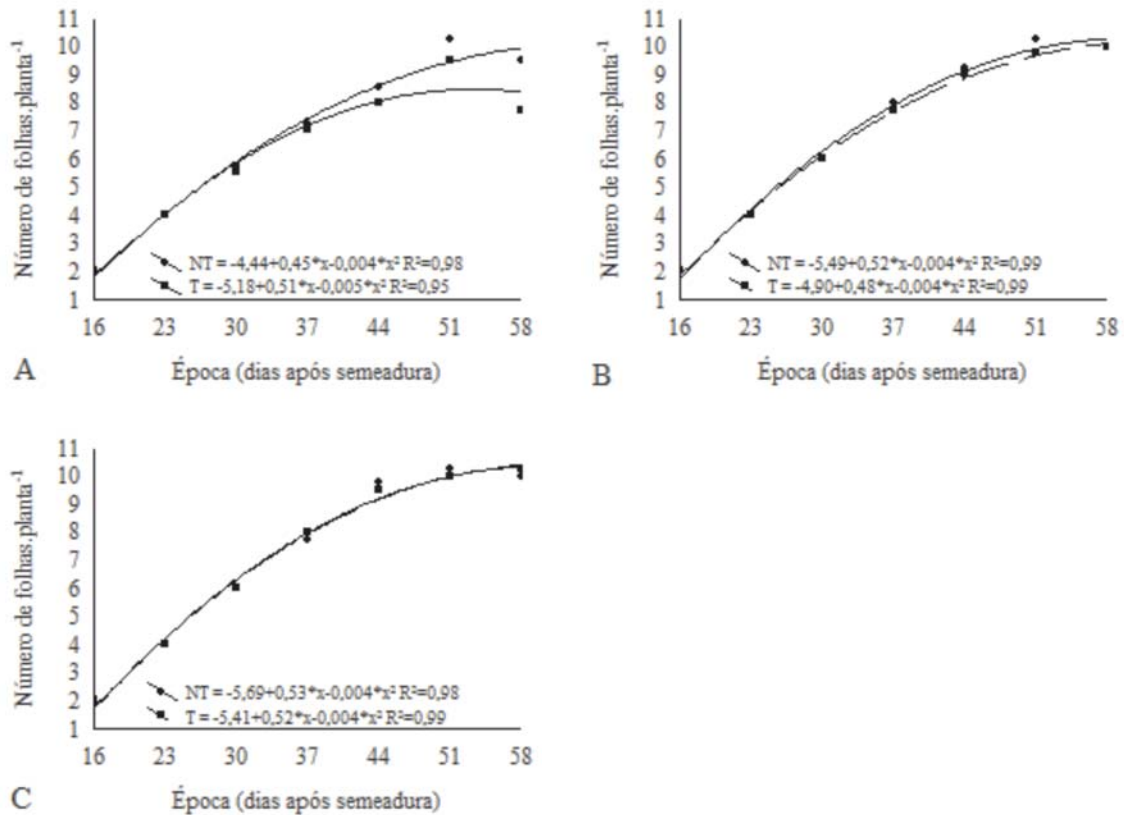 Número de folhas.planta⁻¹
11
10
9
8
7
6
5
4
3
2
1
NT = -4,44+0,45*x-0,004*x² R²=0,98
T = -5,18+0,51*x-0,005*x² R²=0,95
16 23 30 37 44 51 58
Época (dias após semeadura)
A
Número de folhas.planta⁻¹
11
10
9
8
7
6
5
4
3
2
1
NT = -5,49+0,52*x-0,004*x² R²=0,99
T = -4,90+0,48*x-0,004*x² R²=0,99
16 23 30 37 44 51 58
Época (dias após semeadura)
B
Número de folhas.planta⁻¹
11
10
9
8
7
6
5
4
3
2
1
NT = -5,69+0,53*x-0,004*x² R²=0,98
T = -5,41+0,52*x-0,004*x² R²=0,99
16 23 30 37 44 51 58
Época (dias após semeadura)
C